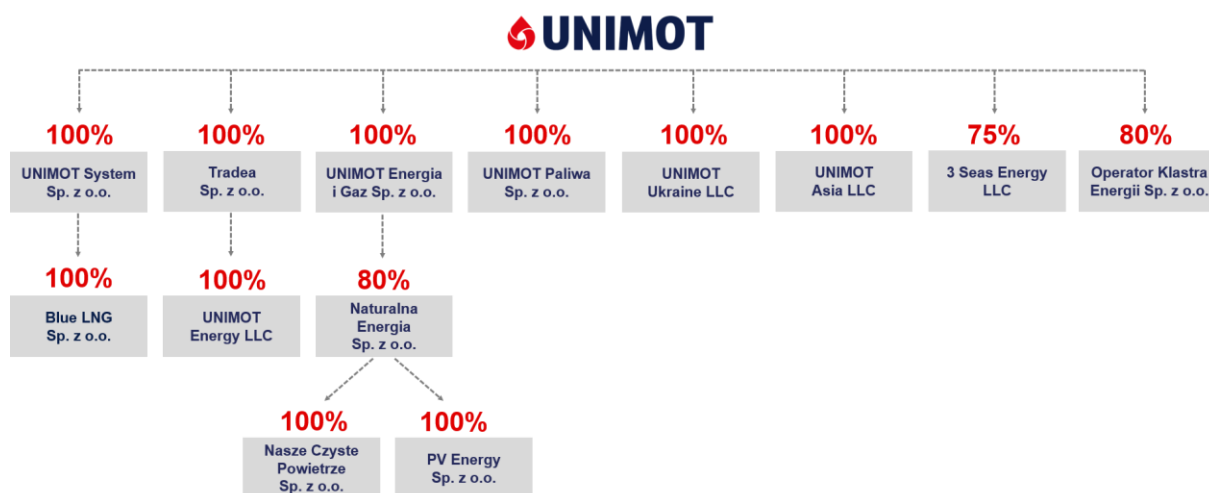 UNIMOT
100%
100%
100%
100%
100%
100%
75%
80%
UNIMOT System
Sp. z o.o.
Tradea
Sp. z o.o.
UNIMOT Energia
i Gaz Sp. z o.o.
UNIMOT Paliwa
Sp. z o.o.
UNIMOT
Ukraine LLC
UNIMOT
Asia LLC
3 Seas Energy
LLC
Operator Klastra
Energii Sp. z o.o.
100%
100%
80%
Blue LNG
Sp. z o.o.
UNIMOT
Energy LLC
Naturalna
Energia
Sp. z o.o.
100%
100%
Nasze Czyste
Powietrze
Sp. z o.o.
PV Energy
Sp. z o.o.